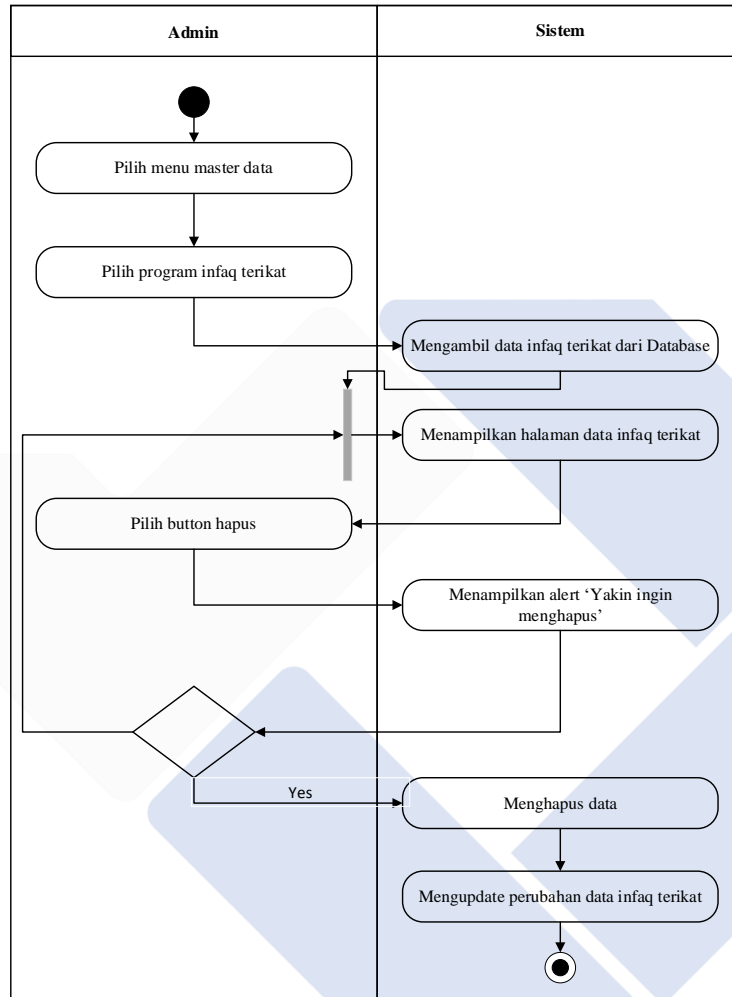 Admin
Sistem
Pilih menu master data
Pilih program infaq terikat
Mengambil data infaq terikat dari Database
Menampilkan halaman data infaq terikat
Pilih button hapus
Menampilkan alert ‘Yakin ingin
menghapus’
Yes
Menghapus data
Mengupdate perubahan data infaq terikat